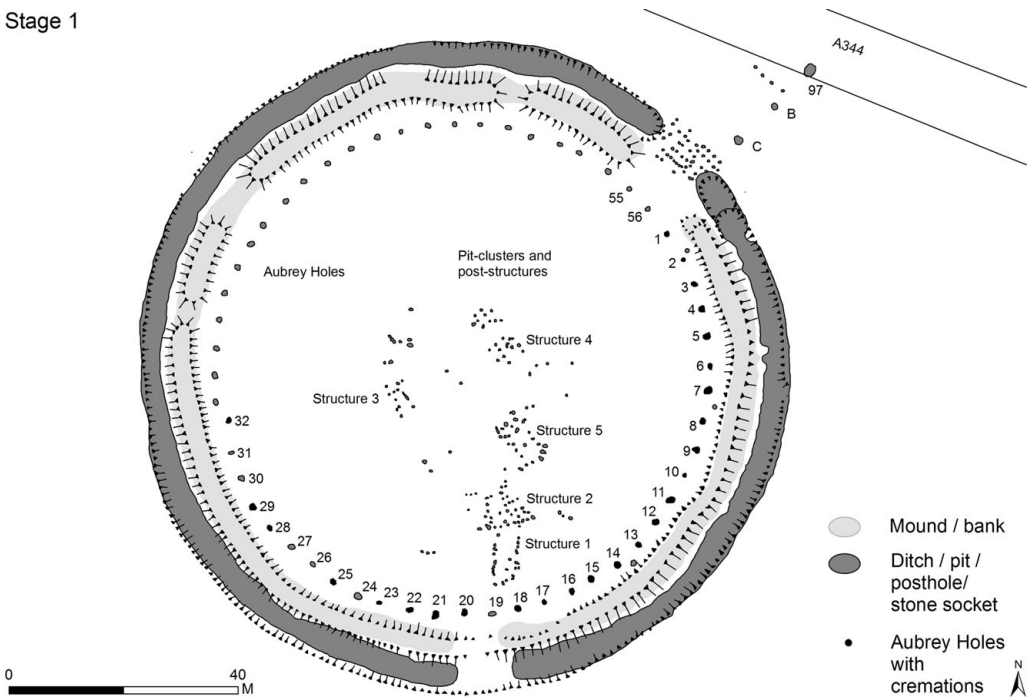 Stage 1
A344
97
B
C
55
56
1
Aubrey Holes
Pit-clusters and
post-structures
2
3
4
5
Structure 4
6
7
Structure 3
8
32
Structure 5
9
31
10
30
11
29
Structure 2
12
28
13
27
Structure 1
14
26
15
25
16
24
17
23
18
22
19
21
20
Mound / bank
Ditch / pit /
posthole/
stone socket
Aubrey Holes
with
cremations
0
40
M
N